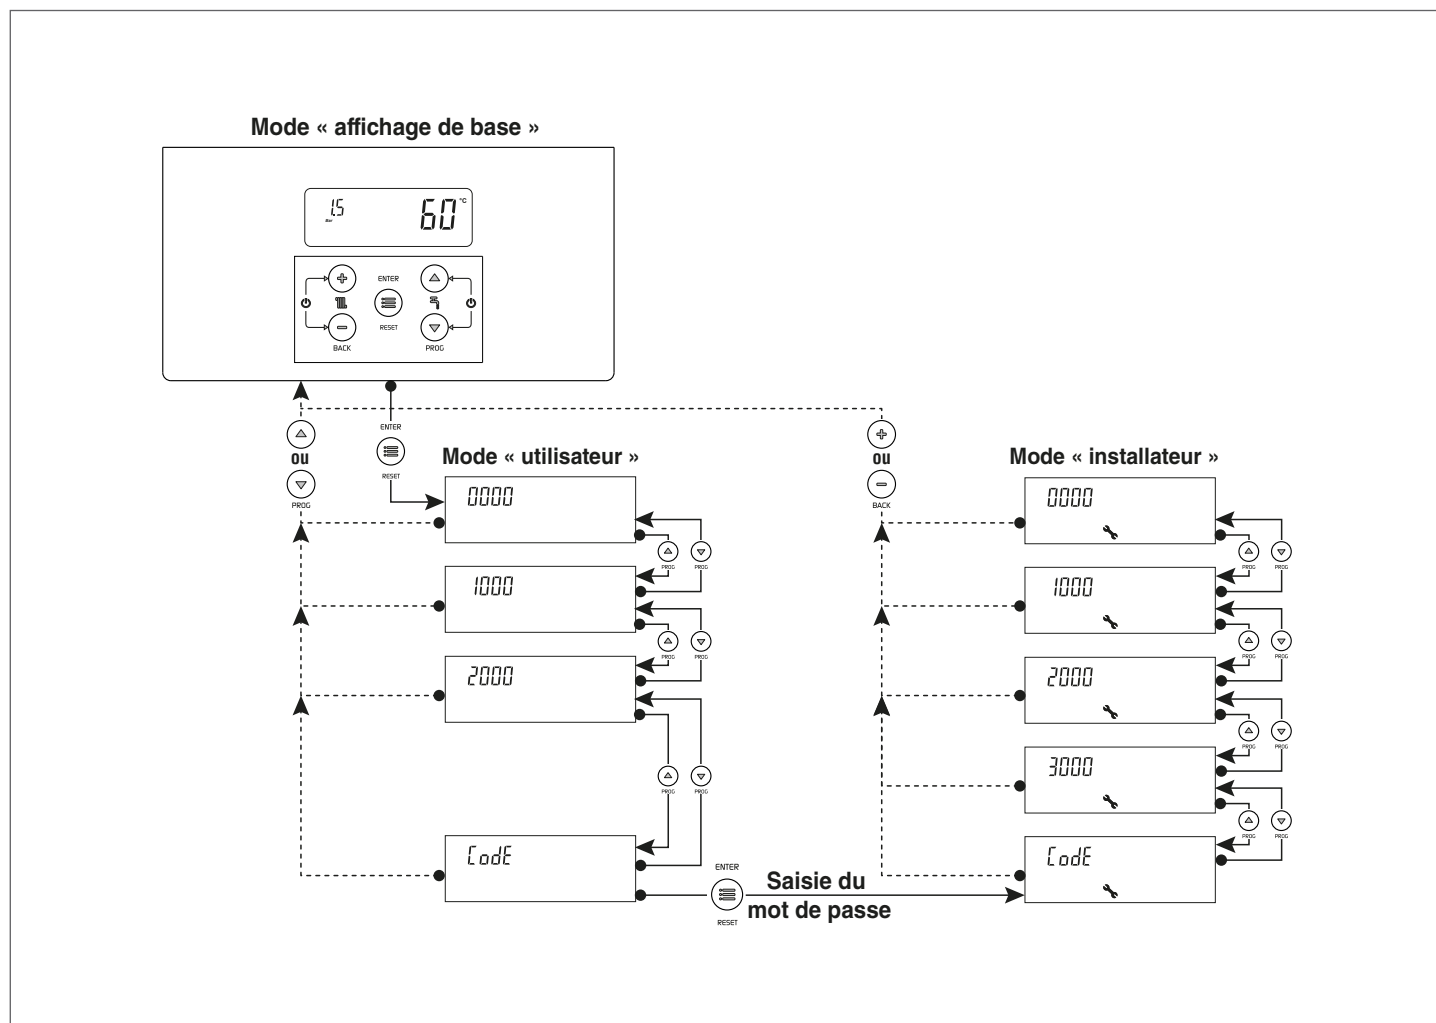 Mode « affichage de base »
1.5
Bar
60 °C
ENTER
RESET
BACK
PROG
ENTER
RESET
ou
PROG
ou
BACK
Mode « utilisateur »
0000
PROG
PROG
1000
PROG
PROG
2000
PROG
PROG
CodE
ENTER
RESET
Saisie du
mot de passe
Mode « installateur »
0000
PROG
PROG
1000
PROG
PROG
2000
PROG
PROG
3000
PROG
PROG
CodE